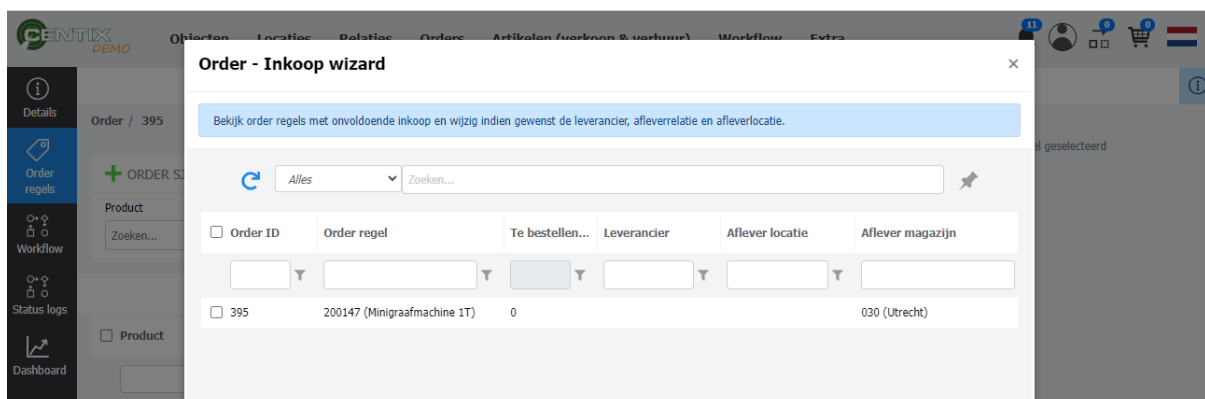 CENTIX
DEMO
Objecten Locaties Relaties Orders Artikelen (verkoop & verhuur) Workflow Extra
11 0 0
Order - Inkoop wizard ×
Details
Order / 395
Bekijk order regels met onvoldoende inkoop en wijzig indien gewenst de leverancier, afleverrelatie en afleverlocatie.
el geselecteerd
Order
regels
ORDER S
Alles Zoeken...
Product
Zoeken...
Order ID Order regel Te bestellen... Leverancier Aflever locatie Aflever magazijn
Workflow
Status logs
395 200147 (Minigraafmachine 1T) 0 030 (Utrecht)
Product
Dashboard